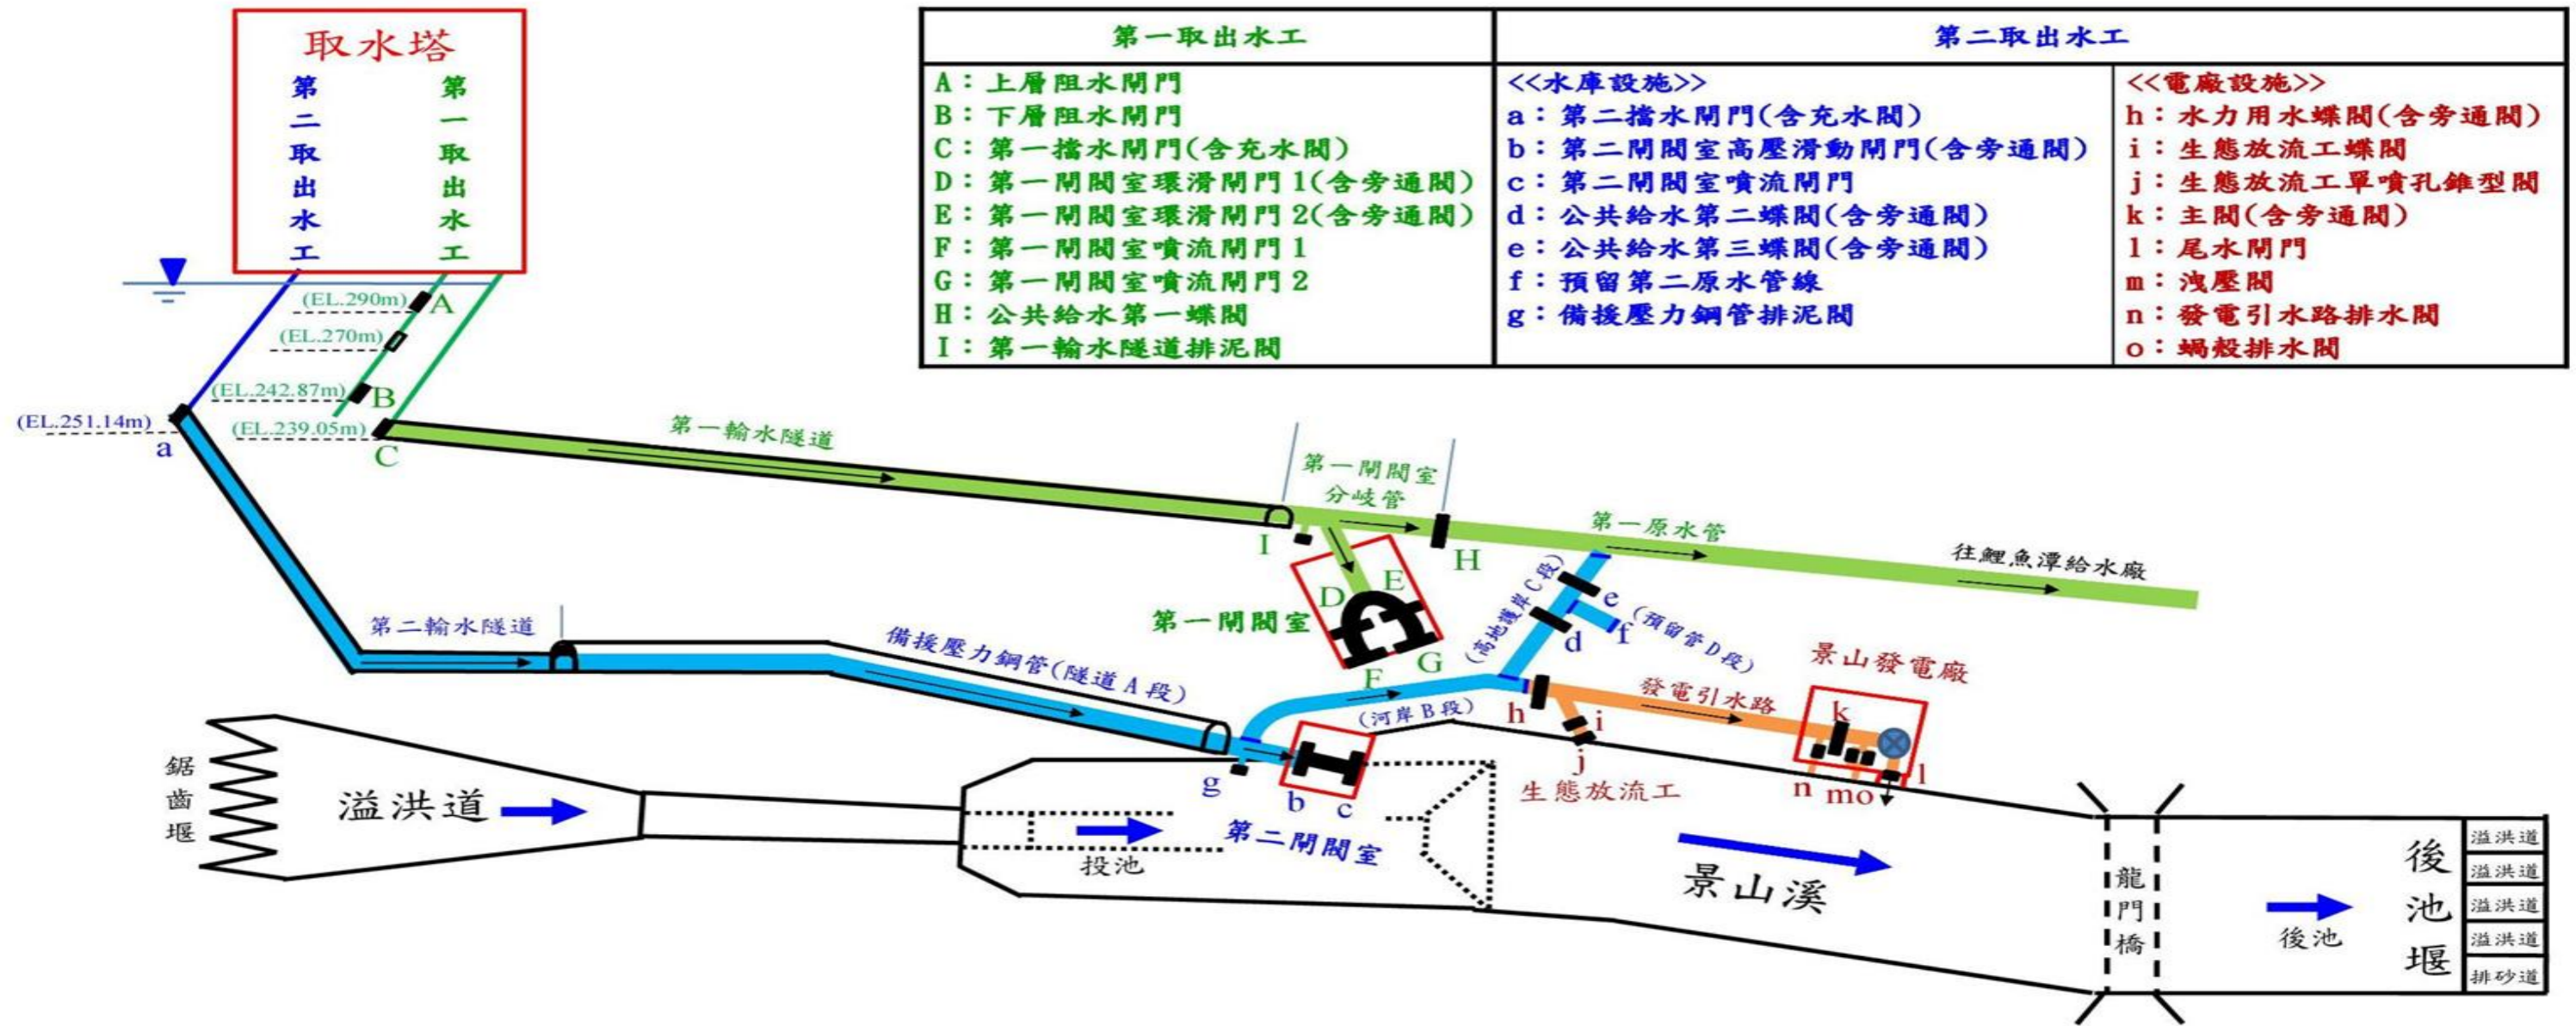 取水塔
第二取出水工
第一取出水工
第一取出水工
A：上層阻水閘門
B：下層阻水閘門
C：第一擋水閘門(含充水閥)
D：第一閘閥室環滑閘門1(含旁通閥)
E：第一閘閥室環滑閘門2(含旁通閥)
F：第一閘閥室噴流閘門1
G：第一閘閥室噴流閘門2
H：公共給水第一蝶閥
I：第一輸水隧道排泥閥
第二取出水工
<<水庫設施>>
a：第二擋水閘門(含充水閥)
b：第二閘閥室高壓滑動閘門(含旁通閥)
c：第二閘閥室噴流閘門
d：公共給水第二蝶閥(含旁通閥)
e：公共給水第三蝶閥(含旁通閥)
f：預留第二原水管線
g：備援壓力鋼管排泥閥
<<電廠設施>>
h：水力用水蝶閥(含旁通閥)
i：生態放流工蝶閥
j：生態放流工單噴孔錐型閥
k：主閥(含旁通閥)
l：尾水閘門
m：洩壓閥
n：發電引水路排水閥
o：蝸殼排水閥
(EL.290m)
A
(EL.270m)
(EL.242.87m)
B
(EL.251.14m)
a
(EL.239.05m)
C
第一輸水隧道
第一閘閥室
分岐管
I
H
第一原水管
往鯉魚潭給水廠
D
E
第一閘閥室
F
G
(高地護岸C段)
e
d
f
(預留管D段)
第二輸水隧道
備援壓力鋼管(隧道A段)
(河岸B段)
h
i
j
發電引水路
景山發電廠
k
l
n
m
o
生態放流工
g
b
c
第二閘閥室
鋸齒堰
溢洪道
投池
景山溪
龍門橋
後池
後池堰
溢洪道
溢洪道
溢洪道
溢洪道
排砂道